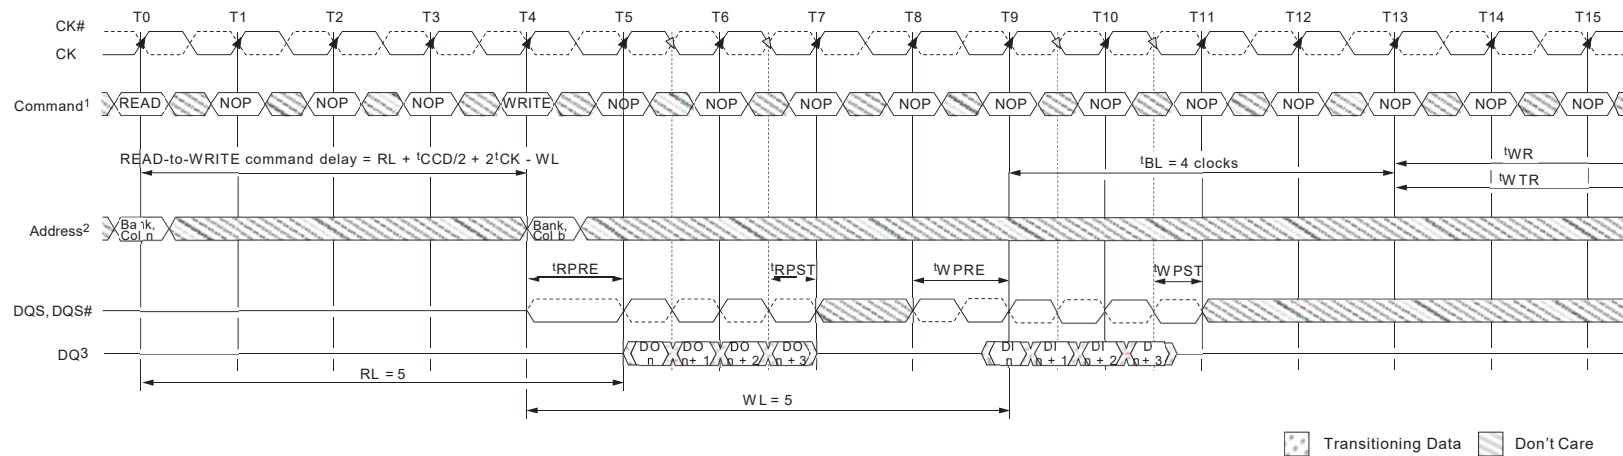 T0 T1 T2 T3 T4 T5 T6 T7 T8 T9 T10 T11 T12 T13 T14 T15
CK#
CK
Command1 READ NOP NOP NOP WRITE NOP NOP NOP NOP NOP NOP NOP NOP NOP NOP NOP
READ-to-WRITE command delay = RL + tCCD/2 + 2tCK - WL
tBL = 4 clocks
tWR
tWTR
Address2
Bank,
Col n
Bank,
Col b
tRPRE tRPST tWPRE tWPST
DQS, DQS#
DQ3
DO
n
DO
n+ 1
DO
n + 2
DO
n + 3
DI
n
DI
n + 1
DI
n + 2
D
n + 3
RL = 5
WL = 5
Transitioning Data
Don't Care